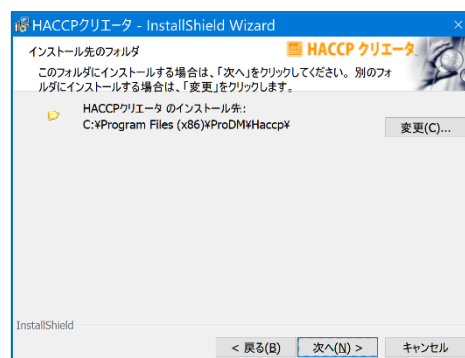 HACCPクリエータ - InstallShield Wizard
インストール先のフォルダ
HACCP クリエータ
このフォルダにインストールする場合は、「次へ」をクリックしてください。別のフォ
ルダにインストールする場合は、「変更」をクリックします。
HACCPクリエータ のインストール先:
C:¥Program Files (x86)¥ProDM¥Haccp¥
変更(C)...
InstallShield
< 戻る(B)
次へ(N) >
キャンセル